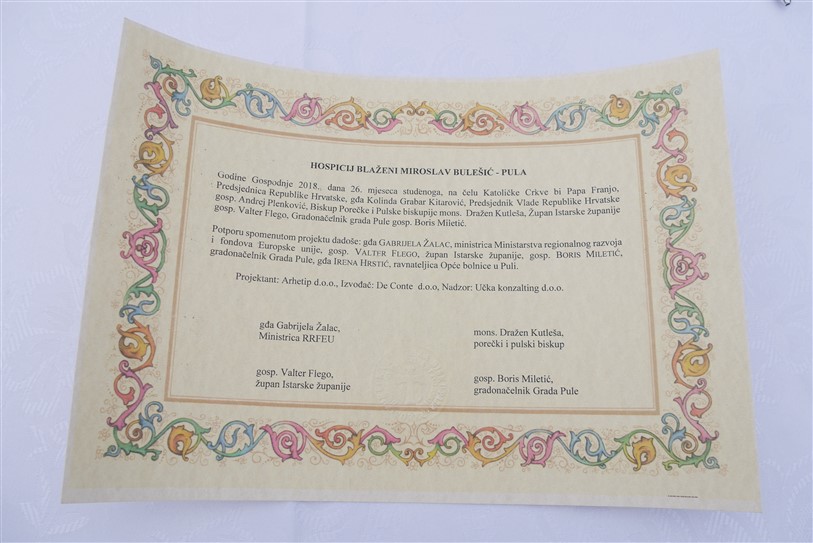 HOSPICIJ BLAŽENI MIROSLAV BULEŠIĆ - PULA
Godine Gospodnje 2018., dana 26. mjeseca studenoga, na čelu Katoličke Crkve bi Papa Franjo,
Predsjednica Republike Hrvatske, gđa Kolinda Grabar Kitarović, Predsjednik Vlade Republike Hrvatske
gosp. Andrej Plenković, Biskup Porečke i Pulske biskupije mons. Dražen Kutleša, Župan Istarske županije
gosp. Valter Flego, Gradonačelnik grada Pule gosp. Boris Miletić.
Potporu spomenutom projektu dadoše: gđa GABRIJELA ŽALAC, ministrica Ministarstva regionalnog razvoja
i fondova Europske unije, gosp. VALTER FLEGO, župan Istarske županije, gosp. BORIS MILETIĆ,
gradonačelnik Grada Pule, gđa IRENA HRSTIĆ, ravnateljica Opće bolnice u Puli.
Projektant: Arhetip d.o.o., Izvođač: De Conte d.o.o, Nadzor: Učka konzalting d.o.o.
gđa Gabrijela Žalac,
Ministrica RRFEU
mons. Dražen Kutleša,
porečki i pulski biskup
gosp. Valter Flego,
župan Istarske županije
gosp. Boris Miletić,
gradonačelnik Grada Pule